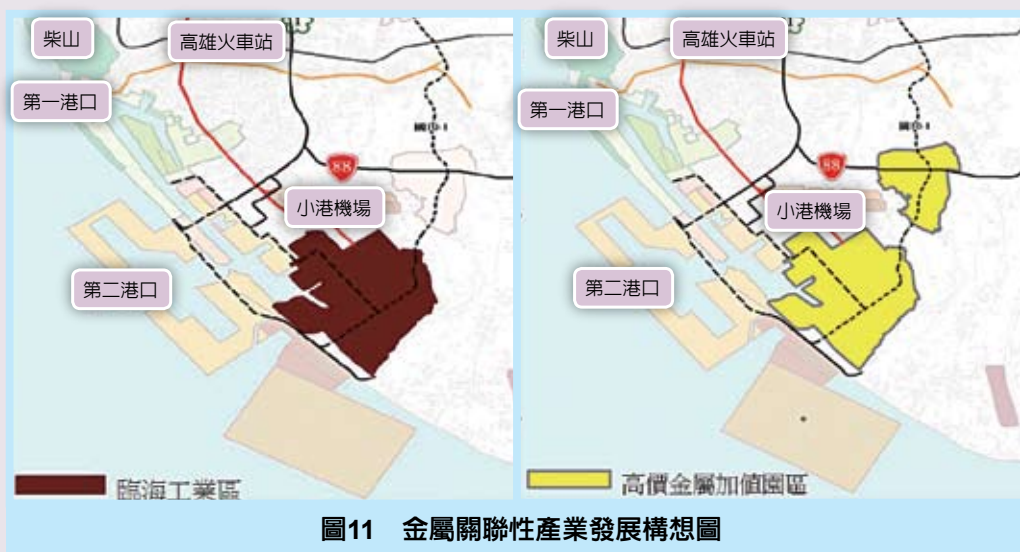 柴山
高雄火車站
第一港口
88
小港機場
第二港口
臨海工業區
柴山
高雄火車站
第一港口
88
小港機場
第二港口
高價金屬加值園區
圖11 金屬關聯性產業發展構想圖